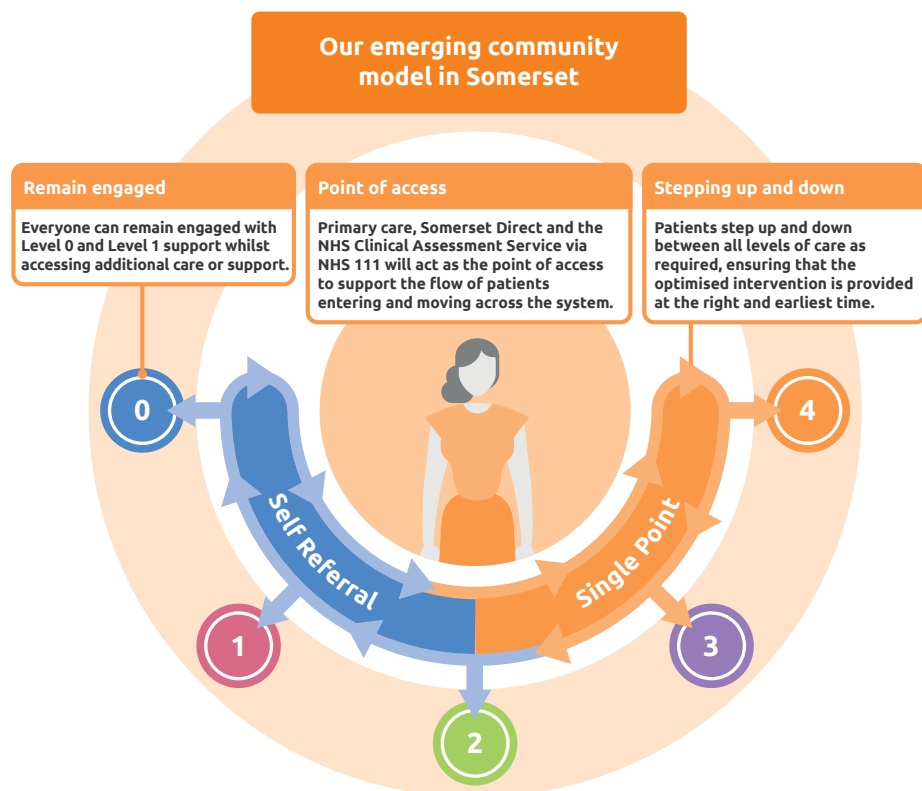 Our emerging community
model in Somerset
Remain engaged
Everyone can remain engaged with
Level 0 and Level 1 support whilst
accessing additional care or support.
Point of access
Primary care, Somerset Direct and the
NHS Clinical Assessment Service via
NHS 111 will act as the point of access
to support the flow of patients
entering and moving across the system.
Stepping up and down
Patients step up and down
between all levels of care as
required, ensuring that the
optimised intervention is provided
at the right and earliest time.
0
4
Self Referral
Single Point
1
3
2